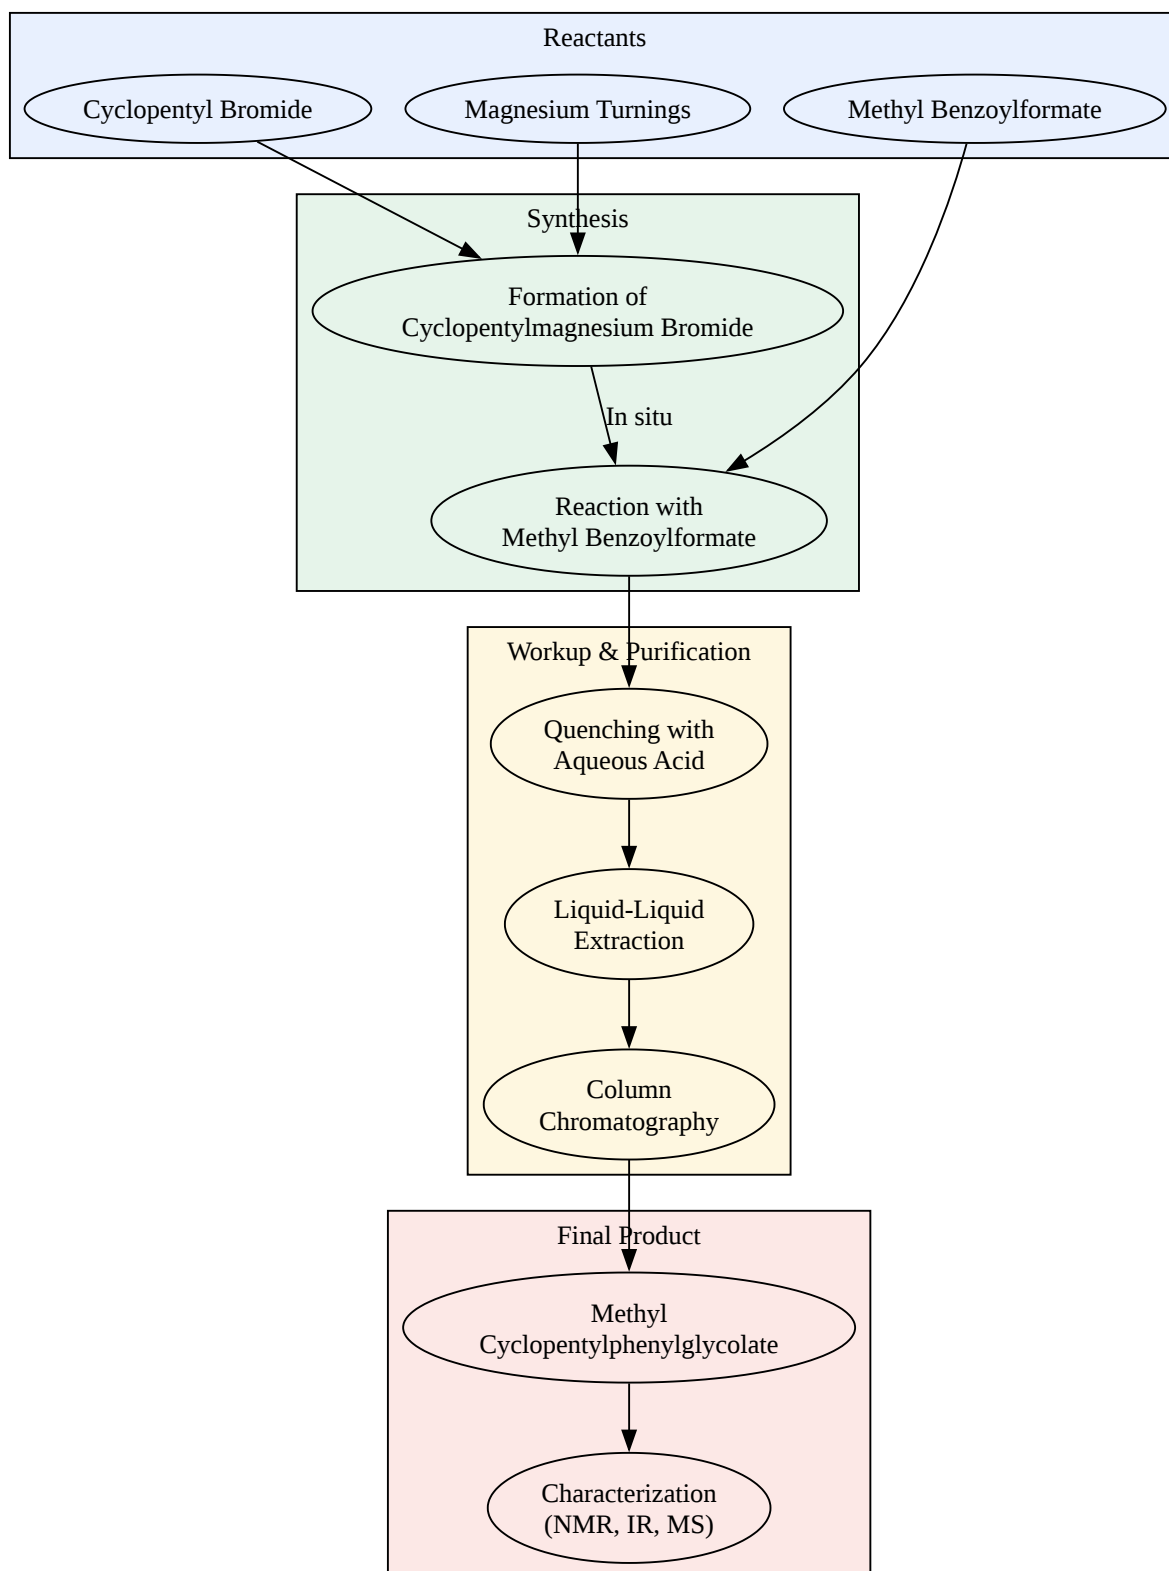 Reactants
Cyclopentyl Bromide
Magnesium Turnings
Methyl Benzoylformate
Synthesis
Formation of
Cyclopentylmagnesium Bromide
In situ
Reaction with
Methyl Benzoylformate
Workup & Purification
Quenching with
Aqueous Acid
Liquid-Liquid
Extraction
Column
Chromatography
Final Product
Methyl
Cyclopentylphenylglycolate
Characterization
(NMR, IR, MS)